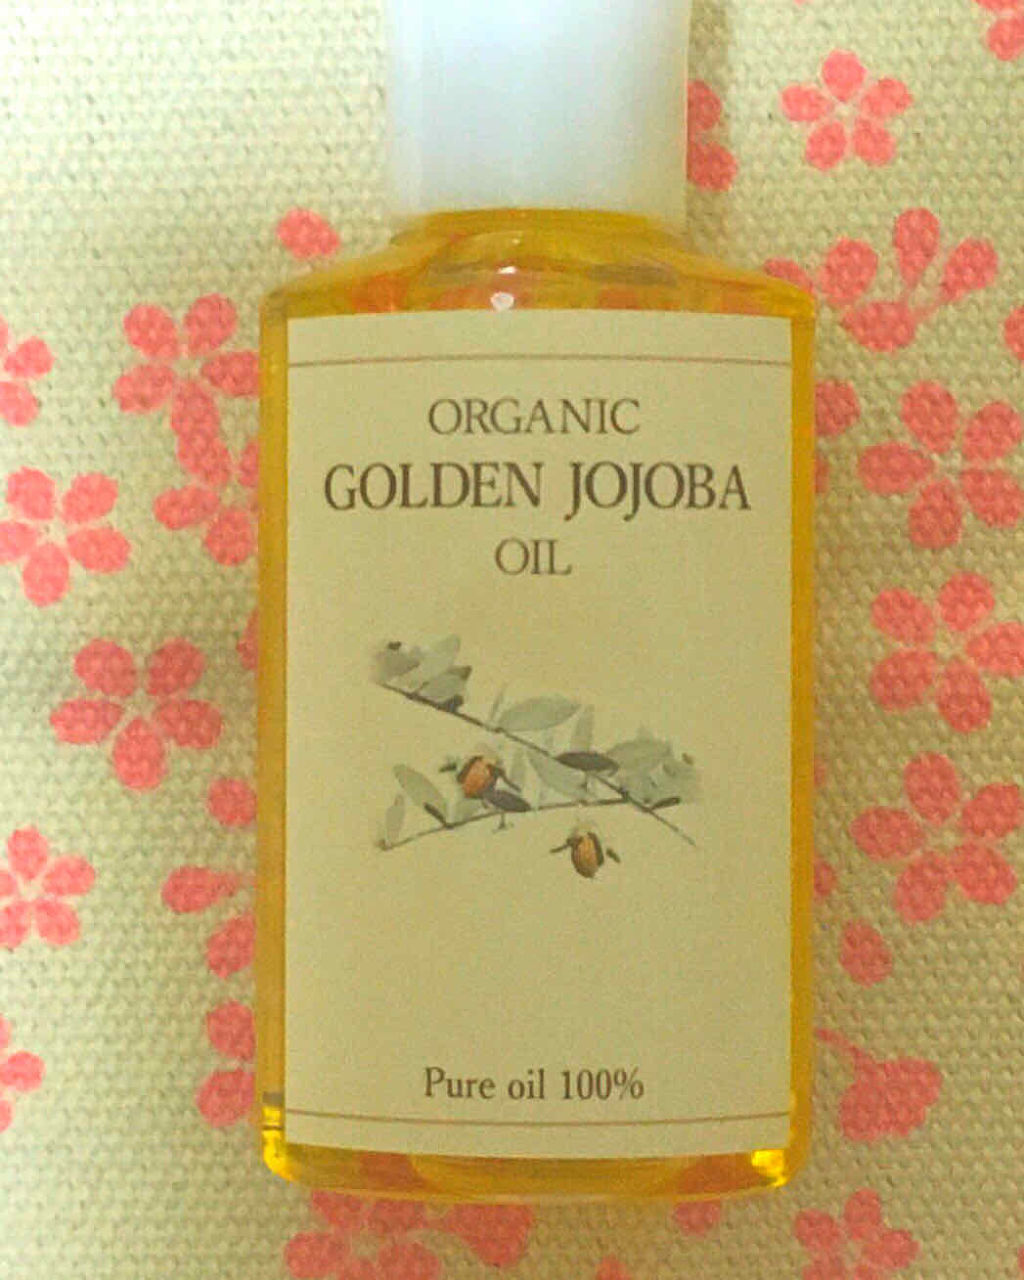 ORGANIC
GOLDEN JOJOBA
OIL
Pure oil 100%